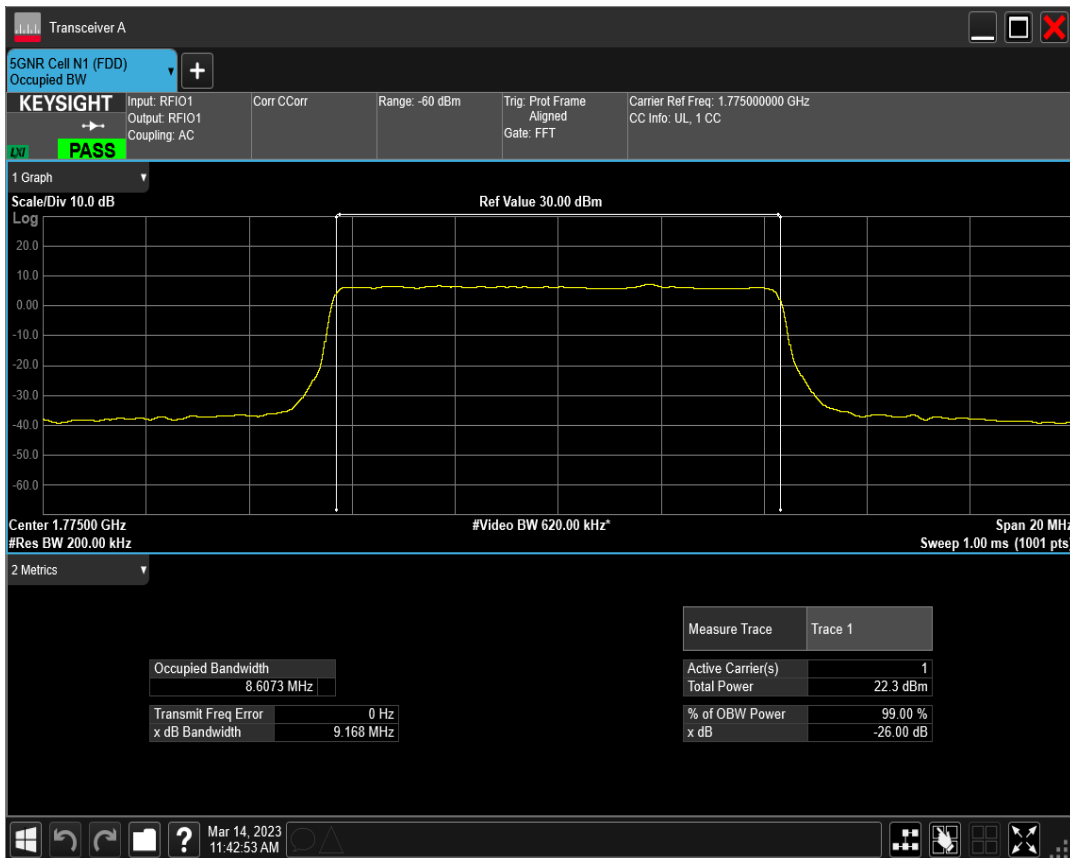 Transceiver A
5GNR Cell N1 (FDD)
Occupied BW
KEYSIGHT
LXI
PASS
Input: RFIO1
Output: RFIO1
Coupling: AC
Corr CCorr
Range: -60 dBm
Trig: Prot Frame
Aligned
Gate: FFT
Carrier Ref Freq: 1.775000000 GHz
CC Info: UL, 1 CC
1 Graph
Scale/Div 10.0 dB
Ref Value 30.00 dBm
Log
20.0
10.0
0.00
-10.0
-20.0
-30.0
-40.0
-50.0
-60.0
Center 1.77500 GHz
#Video BW 620.00 kHz*
Span 20 MHz
#Res BW 200.00 kHz
Sweep 1.00 ms (1001 pts)
2 Metrics
Measure Trace Trace 1
Occupied Bandwidth
8.6073 MHz
Active Carrier(s) 1
Total Power 22.3 dBm
Transmit Freq Error 0 Hz
x dB Bandwidth 9.168 MHz
% of OBW Power 99.00 %
x dB -26.00 dB
?
Mar 14, 2023
11:42:53 AM